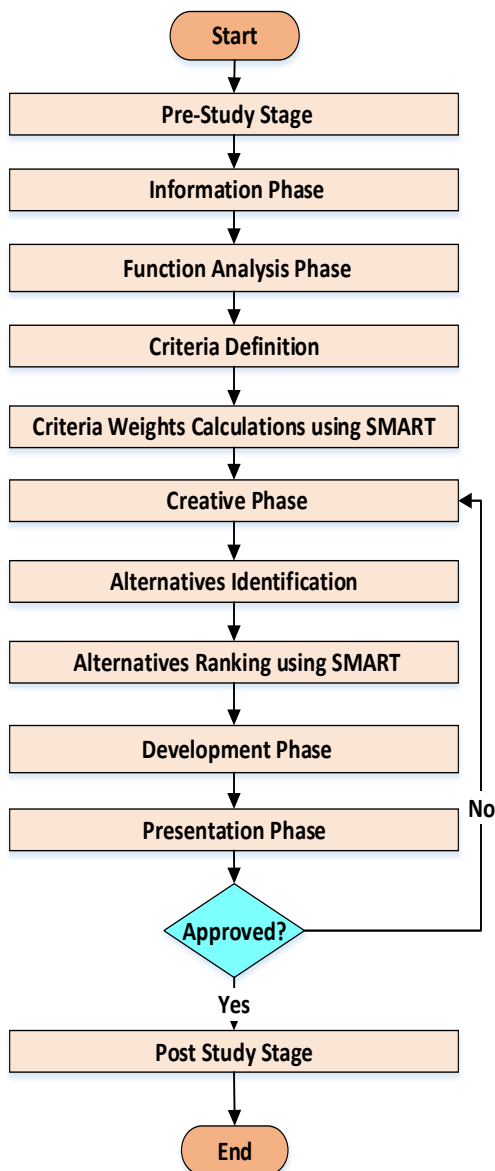 Start
Pre-Study Stage
Information Phase
Function Analysis Phase
Criteria Definition
Criteria Weights Calculations using SMART
Creative Phase
Alternatives Identification
Alternatives Ranking using SMART
Development Phase
Presentation Phase
No
Approved?
Yes
Post Study Stage
End